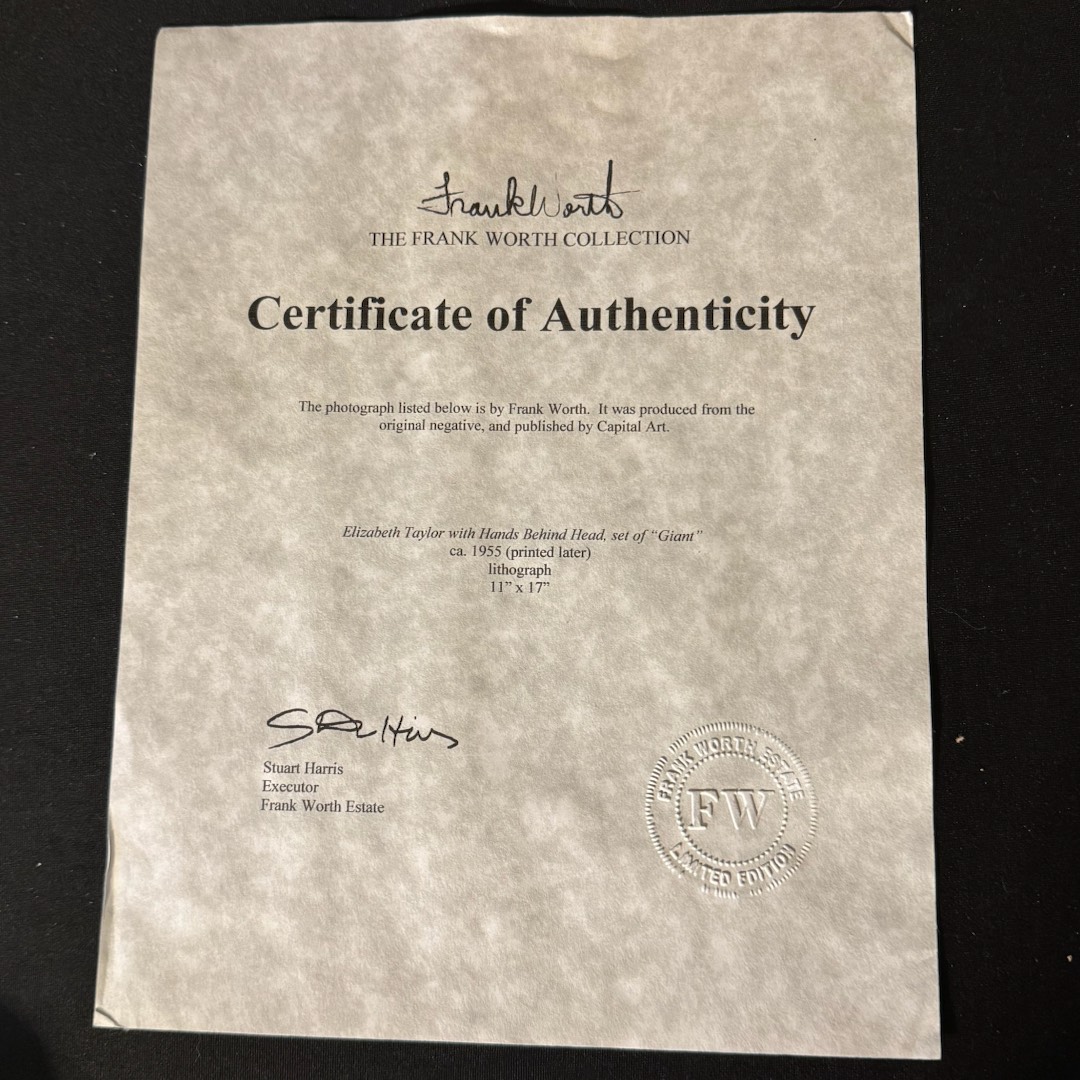 Frank Worth
THE FRANK WORTH COLLECTION
Certificate of Authenticity
The photograph listed below is by Frank Worth. It was produced from the
original negative, and published by Capital Art.
Elizabeth Taylor with Hands Behind Head, set of “Giant”
ca. 1955 (printed later)
lithograph
11” x 17”
Stuart Harris
Executor
Frank Worth Estate
FRANK WORTH ESTATE
FW
LIMITED EDITION